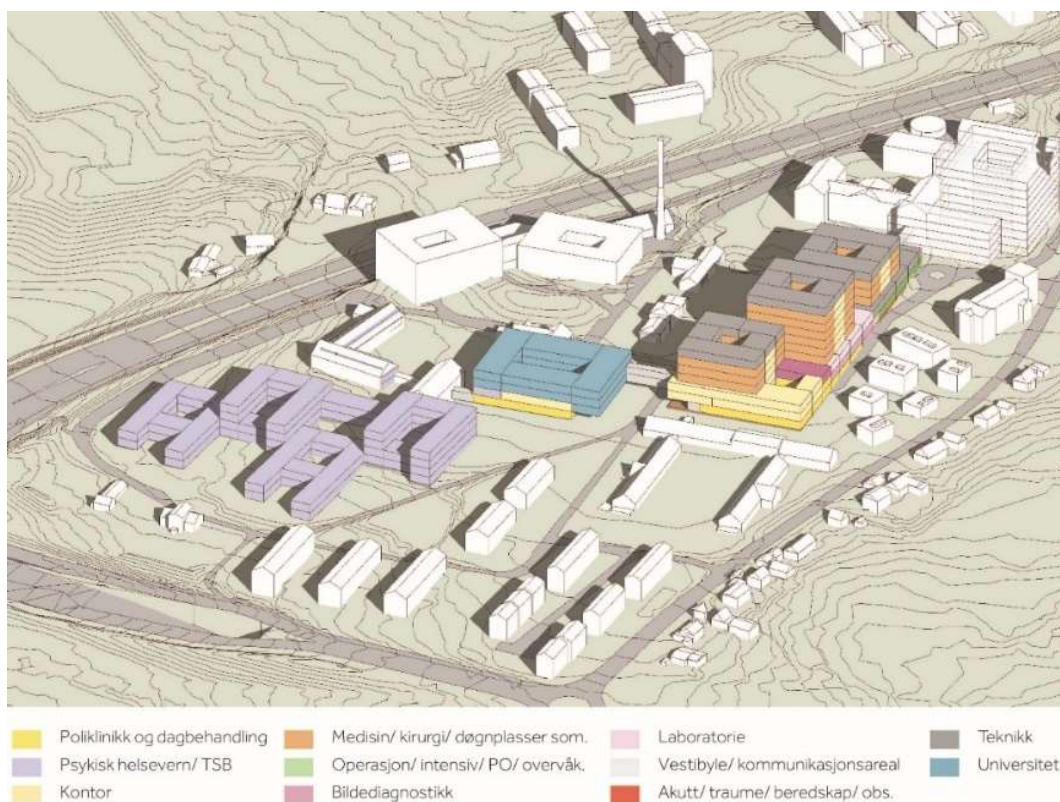 Poliklinikk og dagbehandling
Psykisk helsevern/ TSB
Kontor
Medisin/ kirurgi/ døgnplasser som.
Operasjon/ intensiv/ PO/ overvåk.
Bildediagnostikk
Laboratorie
Vestibyle/ kommunikasjonsareal
Akutt/ traume/ beredskap/ obs.
Teknikk
Universitet